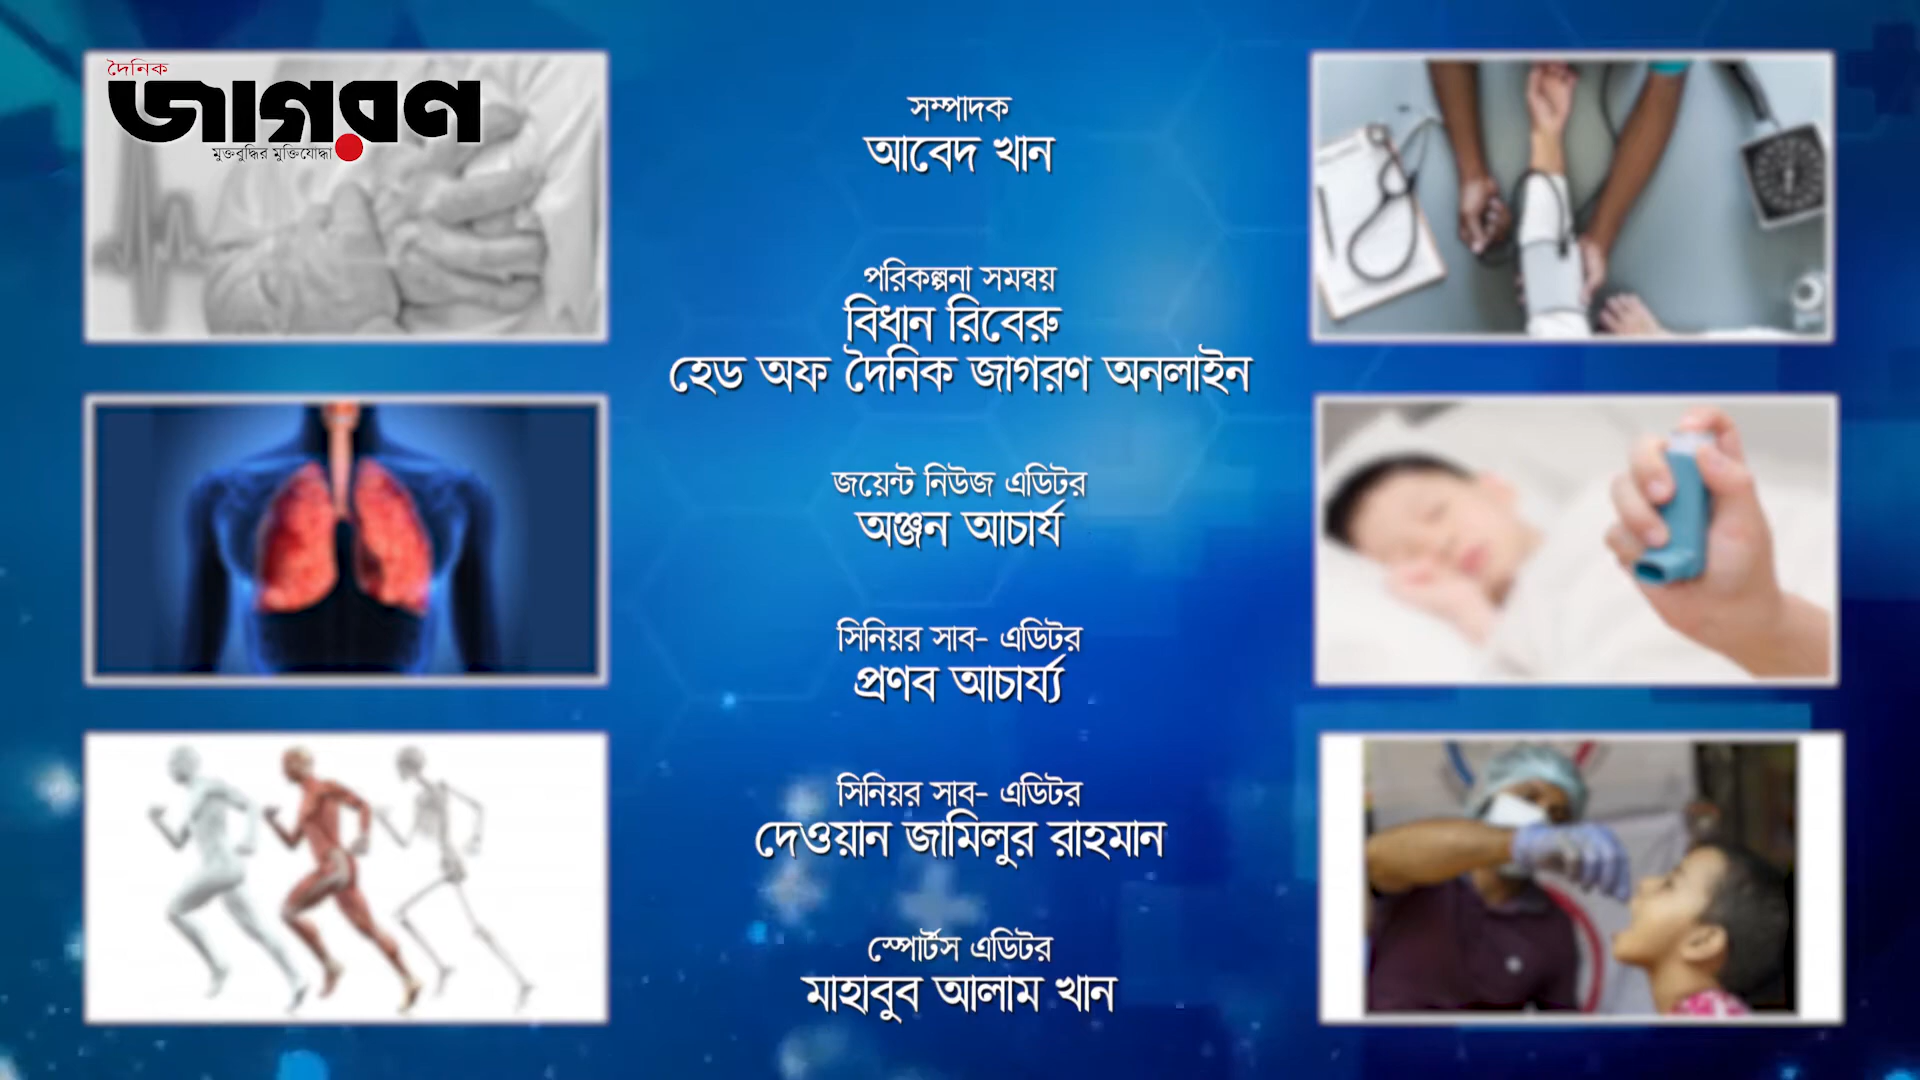 দৈনিক
জাগরণ
মুক্তবুদ্ধির মুক্তিযোদ্ধা
সম্পাদক
আবেদ খান
পরিকল্পনা সমন্বয়
বিধান রিবেরু
হেড অফ দৈনিক জাগরণ অনলাইন
জয়েন্ট নিউজ এডিটর
অঞ্জন আচার্য
সিনিয়র সাব- এডিটর
প্রণব আচার্য্য
সিনিয়র সাব- এডিটর
দেওয়ান জামিলুর রাহমান
স্পোর্টস এডিটর
মাহাবুব আলাম খান